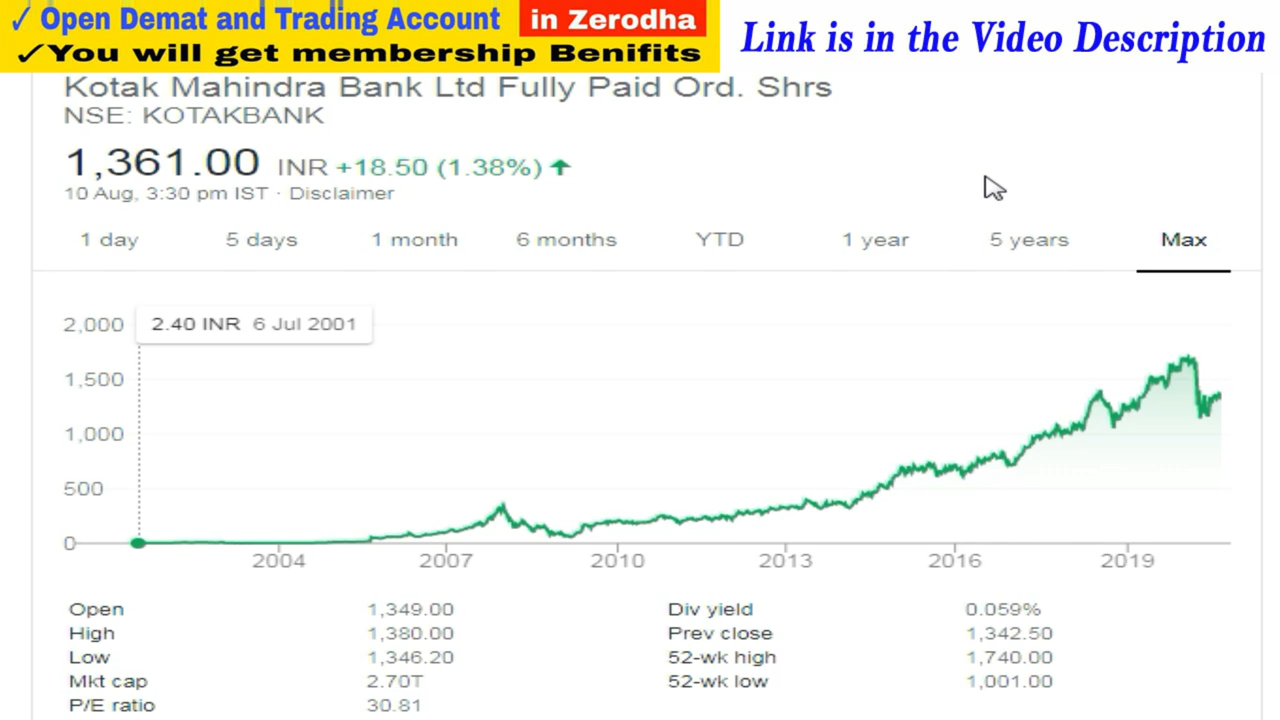 ✓ Open Demat and Trading Account in Zerodha
✓You will get membership Benifits
Link is in the Video Description
Kotak Mahindra Bank Ltd Fully Paid Ord. Shrs
NSE: KOTAKBANK
1,361.00 INR +18.50 (1.38%) ↑
10 Aug, 3:30 pm IST · Disclaimer
1 day 5 days 1 month 6 months YTD 1 year 5 years Max
2.40 INR 6 Jul 2001
2,000
1,500
1,000
500
0
2004 2007 2010 2013 2016 2019
Open 1,349.00 Div yield 0.059%
High 1,380.00 Prev close 1,342.50
Low 1,346.20 52-wk high 1,740.00
Mkt cap 2.70T 52-wk low 1,001.00
P/E ratio 30.81